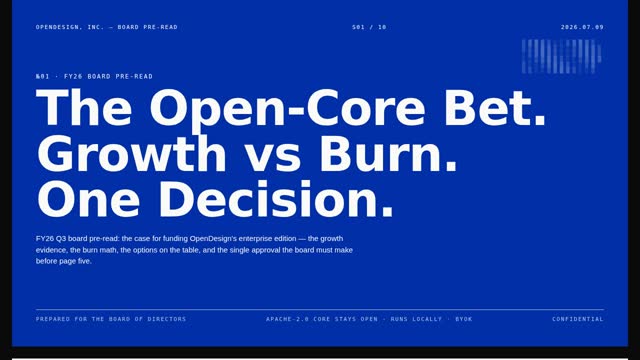 OPENDESIGN, INC. — BOARD PRE-READ
S01 / 10
2026.07.09
№01 · FY26 BOARD PRE-READ
The Open-Core Bet.
Growth vs Burn.
One Decision.
FY26 Q3 board pre-read: the case for funding OpenDesign's enterprise edition — the growth
evidence, the burn math, the options on the table, and the single approval the board must make
before page five.
PREPARED FOR THE BOARD OF DIRECTORS
APACHE-2.0 CORE STAYS OPEN · RUNS LOCALLY · BYOK
CONFIDENTIAL